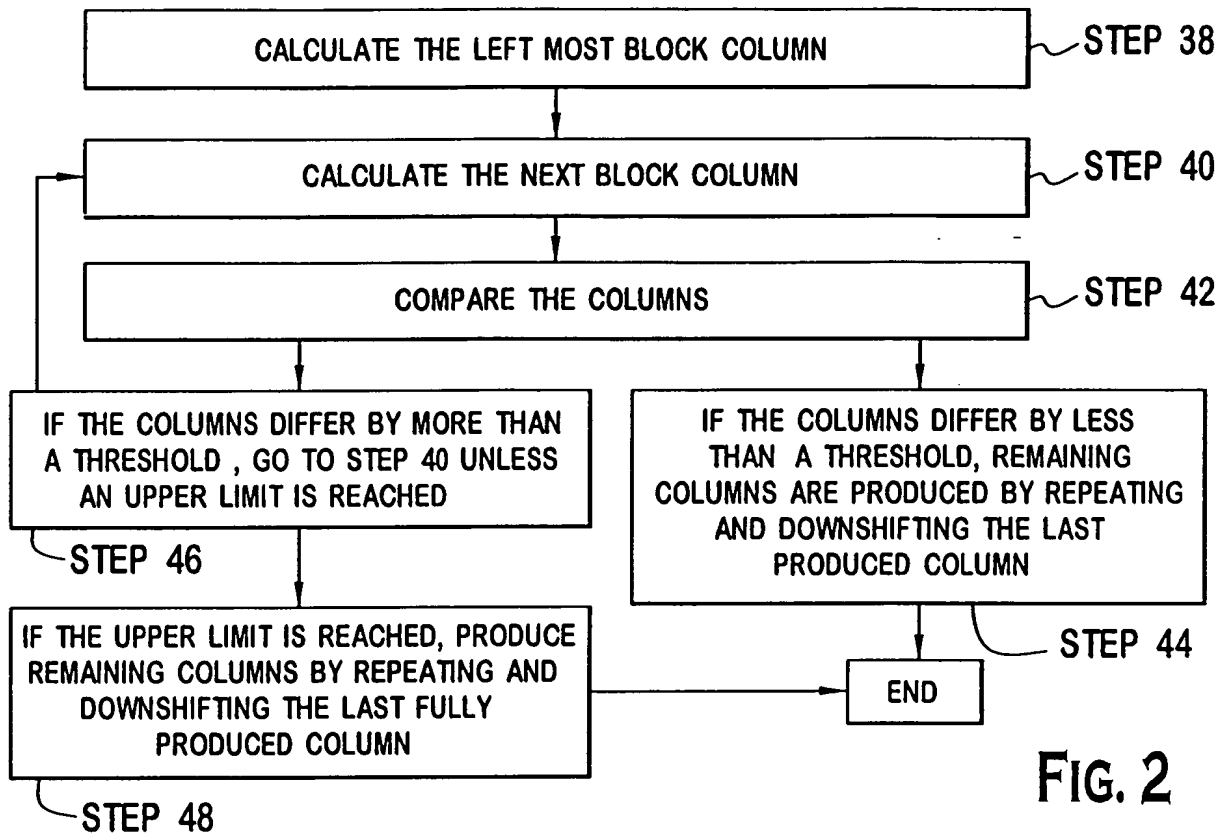 CALCULATE THE LEFT MOST BLOCK COLUMN
STEP 38
CALCULATE THE NEXT BLOCK COLUMN
STEP 40
COMPARE THE COLUMNS
STEP 42
IF THE COLUMNS DIFFER BY MORE THAN
A THRESHOLD , GO TO STEP 40 UNLESS
AN UPPER LIMIT IS REACHED
STEP 46
IF THE COLUMNS DIFFER BY LESS
THAN A THRESHOLD, REMAINING
COLUMNS ARE PRODUCED BY REPEATING
AND DOWNSHIFTING THE LAST
PRODUCED COLUMN
STEP 44
IF THE UPPER LIMIT IS REACHED, PRODUCE
REMAINING COLUMNS BY REPEATING AND
DOWNSHIFTING THE LAST FULLY
PRODUCED COLUMN
STEP 48
END
FIG. 2